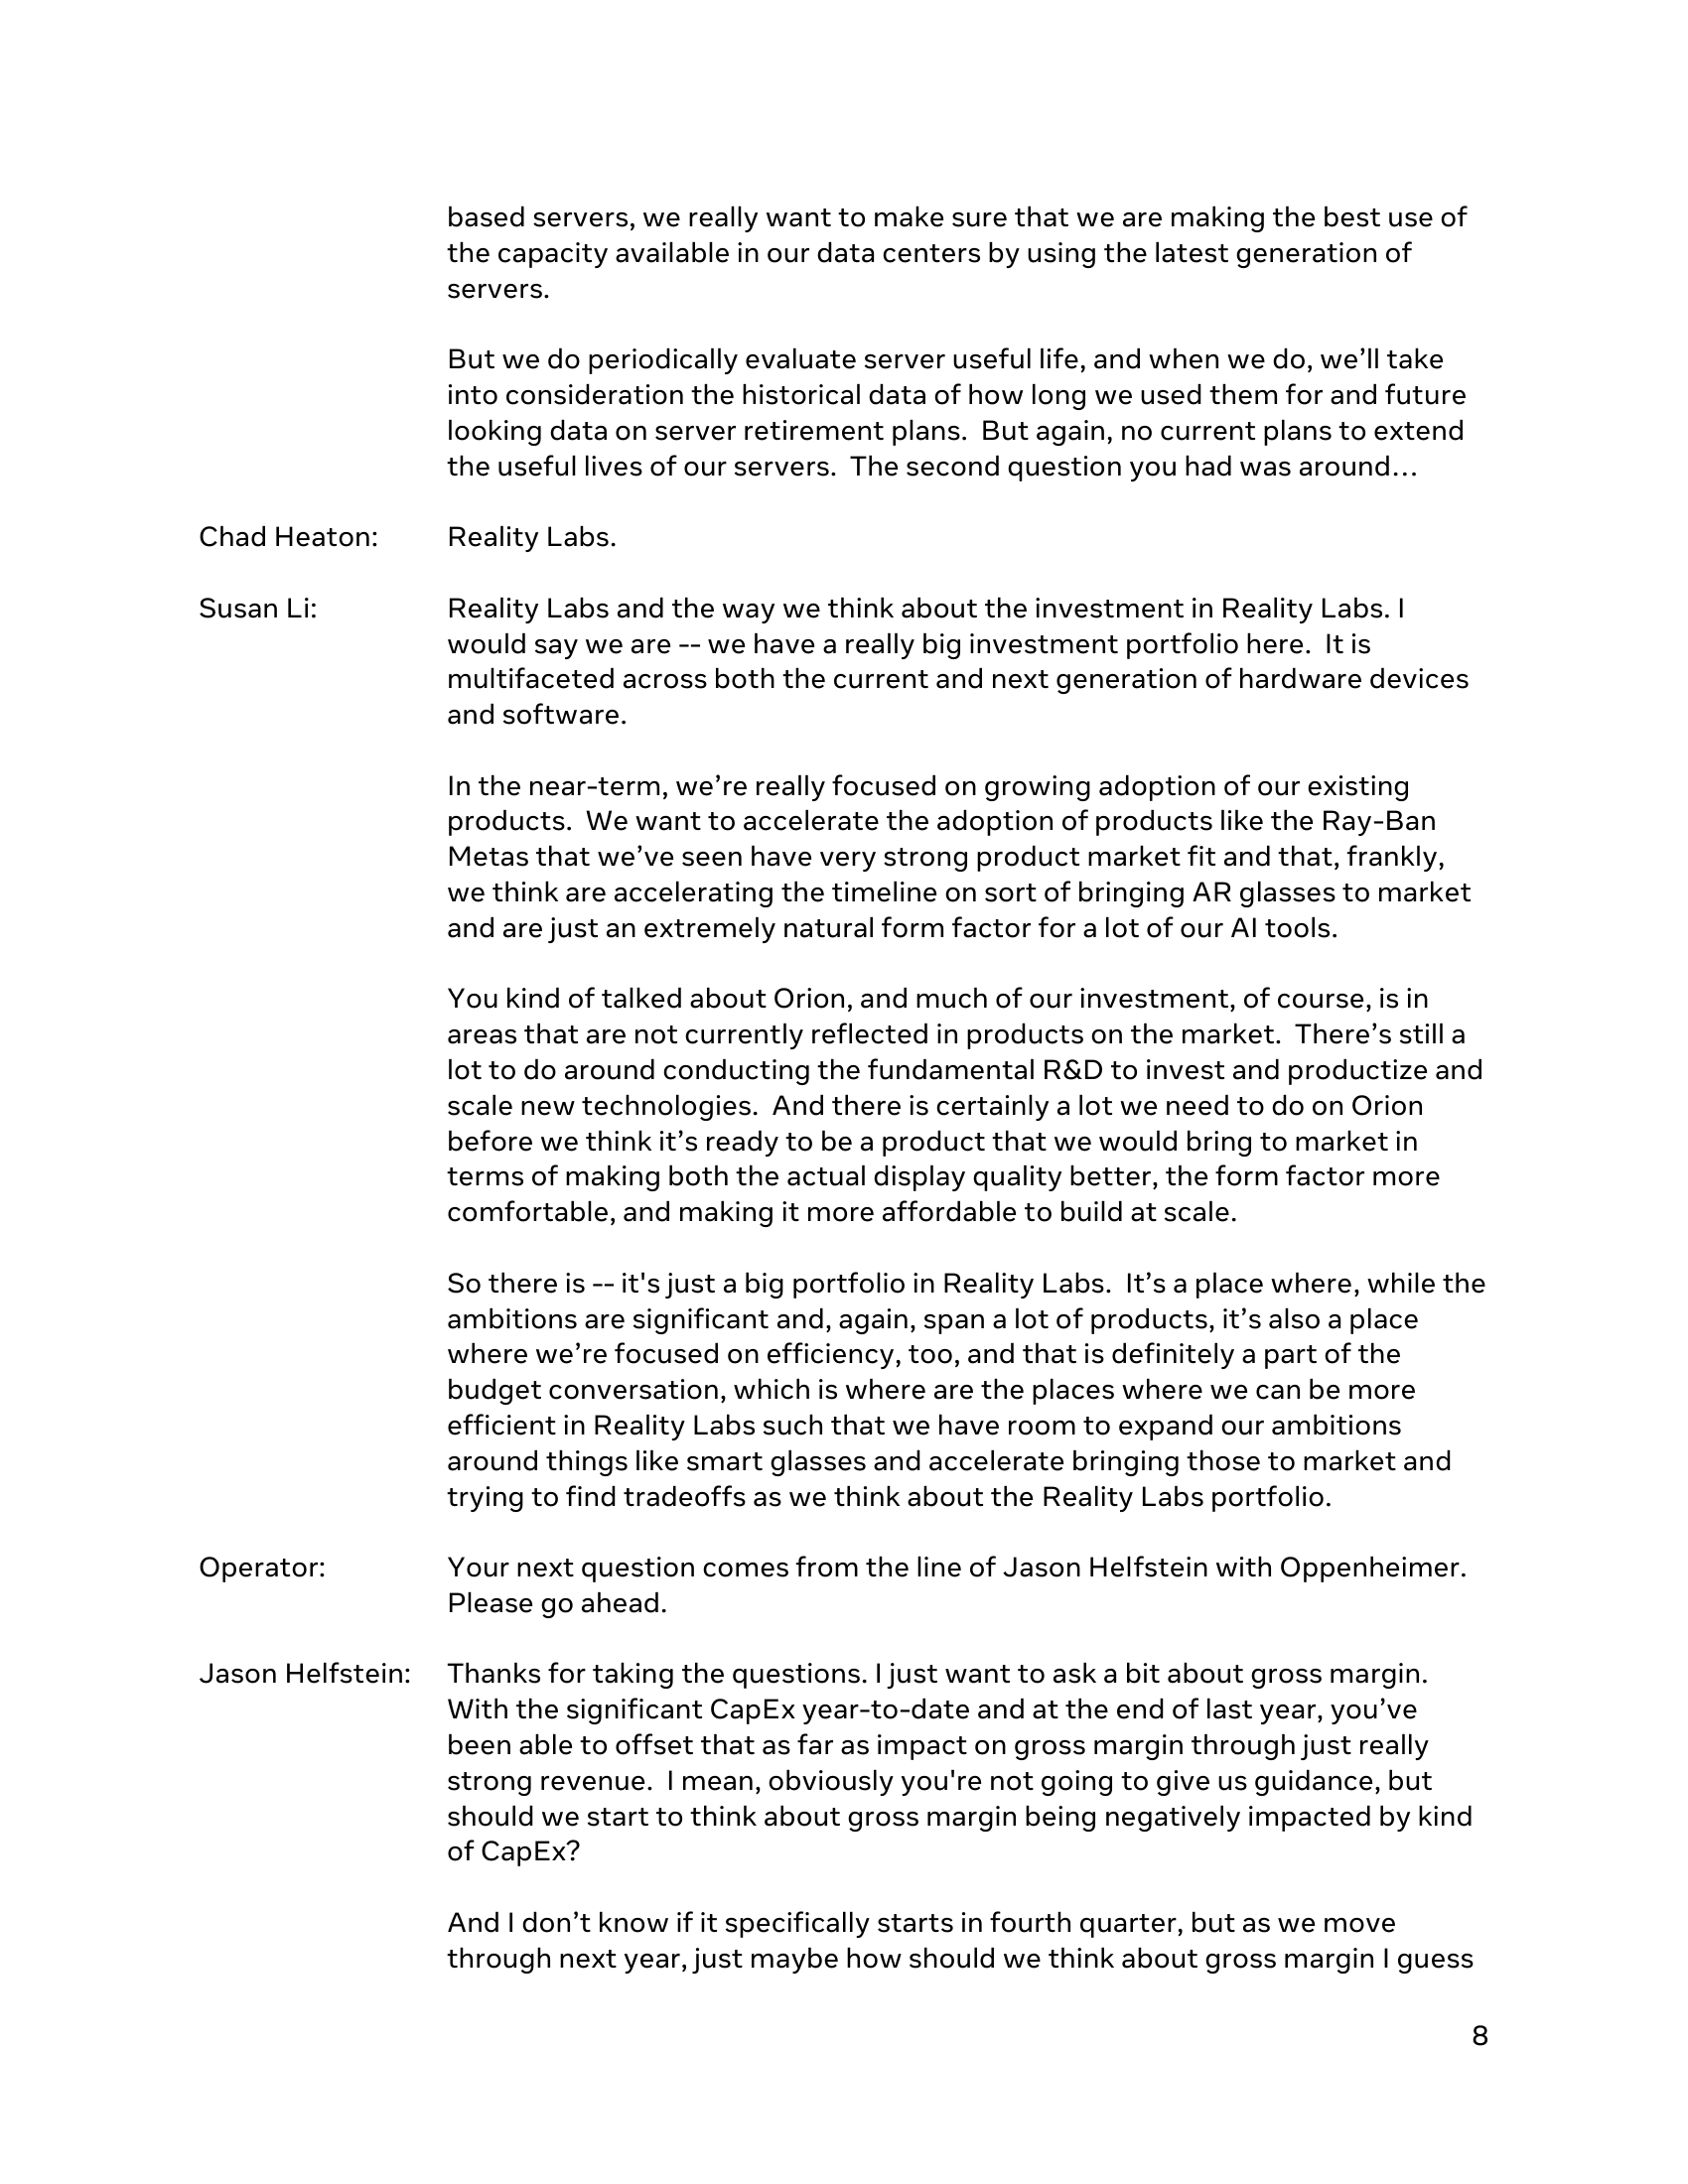 based servers, we really want to make sure that we are making the best use of
the capacity available in our data centers by using the latest generation of
servers.
But we do periodically evaluate server useful life, and when we do, we’ll take
into consideration the historical data of how long we used them for and future
looking data on server retirement plans.  But again, no current plans to extend
the useful lives of our servers.  The second question you had was around…
Chad Heaton: Reality Labs.
Susan Li: Reality Labs and the way we think about the investment in Reality Labs. I
would say we are -- we have a really big investment portfolio here.  It is
multifaceted across both the current and next generation of hardware devices
and software.
In the near-term, we’re really focused on growing adoption of our existing
products.  We want to accelerate the adoption of products like the Ray-Ban
Metas that we’ve seen have very strong product market fit and that, frankly,
we think are accelerating the timeline on sort of bringing AR glasses to market
and are just an extremely natural form factor for a lot of our AI tools.
You kind of talked about Orion, and much of our investment, of course, is in
areas that are not currently reflected in products on the market.  There’s still a
lot to do around conducting the fundamental R&D to invest and productize and
scale new technologies.  And there is certainly a lot we need to do on Orion
before we think it’s ready to be a product that we would bring to market in
terms of making both the actual display quality better, the form factor more
comfortable, and making it more affordable to build at scale.
So there is -- it's just a big portfolio in Reality Labs.  It’s a place where, while the
ambitions are significant and, again, span a lot of products, it’s also a place
where we’re focused on efficiency, too, and that is definitely a part of the
budget conversation, which is where are the places where we can be more
efficient in Reality Labs such that we have room to expand our ambitions
around things like smart glasses and accelerate bringing those to market and
trying to find tradeoffs as we think about the Reality Labs portfolio.
Operator: Your next question comes from the line of Jason Helfstein with Oppenheimer.
Please go ahead.
Jason Helfstein: Thanks for taking the questions. I just want to ask a bit about gross margin.
With the significant CapEx year-to-date and at the end of last year, you’ve
been able to offset that as far as impact on gross margin through just really
strong revenue.  I mean, obviously you're not going to give us guidance, but
should we start to think about gross margin being negatively impacted by kind
of CapEx?
And I don’t know if it specifically starts in fourth quarter, but as we move
through next year, just maybe how should we think about gross margin I guess
8